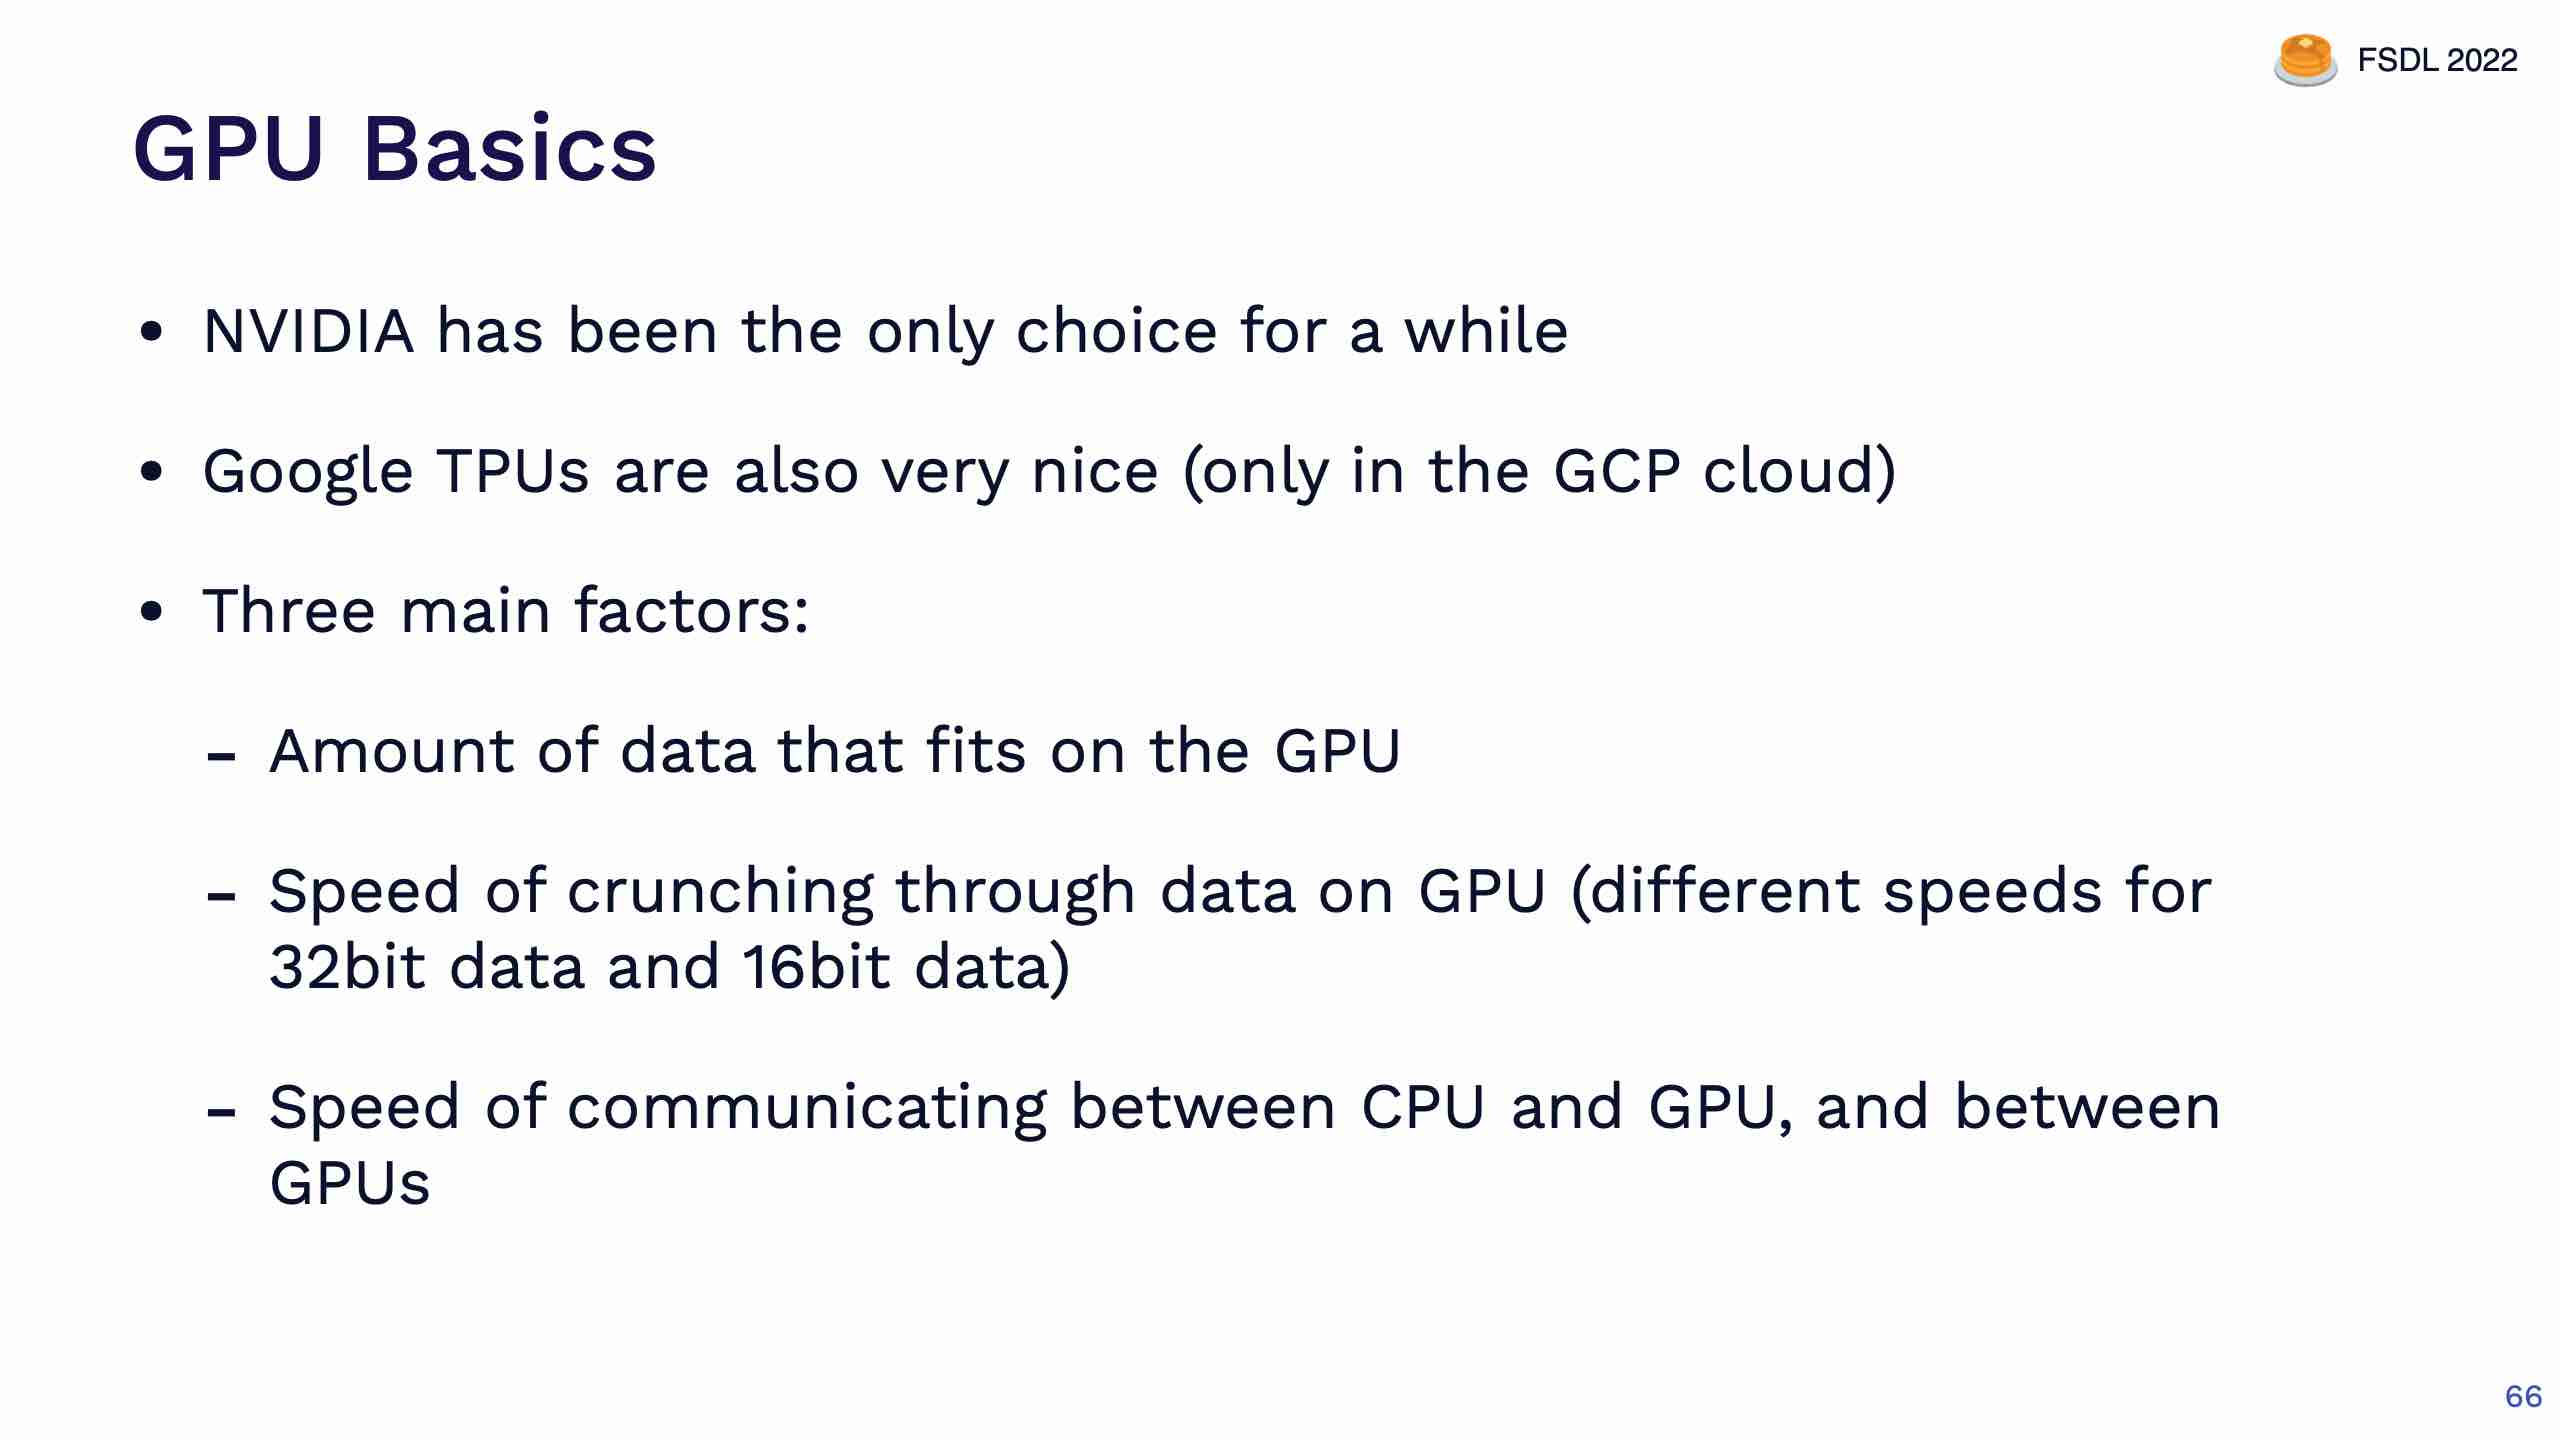 FSDL 2022
GPU Basics
• NVIDIA has been the only choice for a while
• Google TPUs are also very nice (only in the GCP cloud)
• Three main factors:
- Amount of data that fits on the GPU
- Speed of crunching through data on GPU (different speeds for
32bit data and 16bit data)
- Speed of communicating between CPU and GPU, and between
GPUs
66